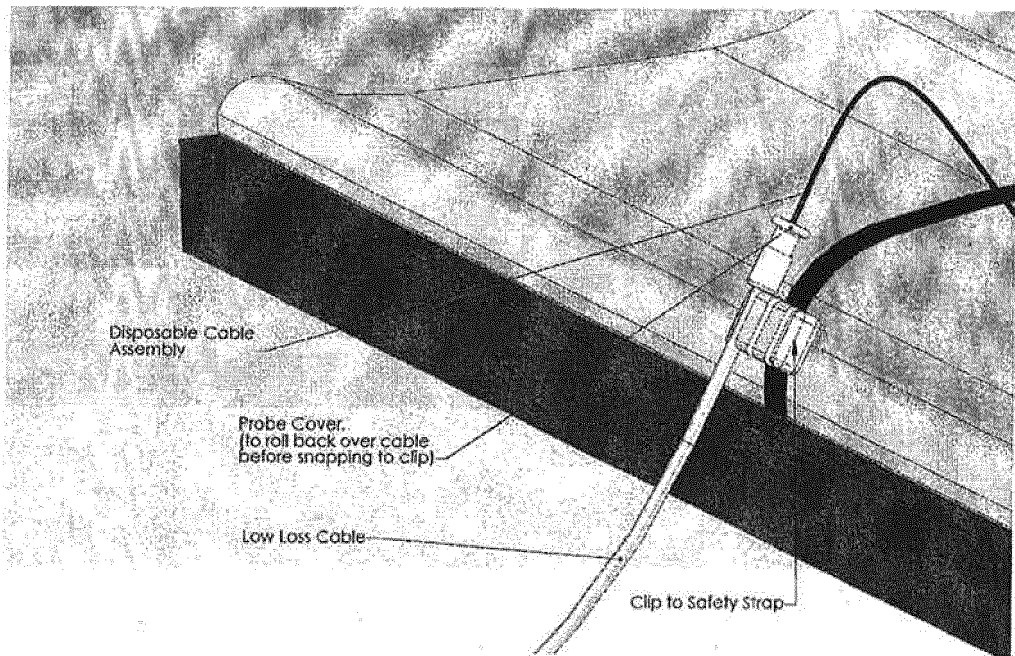 Disposable Cable
Assembly
Probe Cover.
(to roll back over cable
before snapping to clip)
Low Loss Cable
Clip to Safety Strap